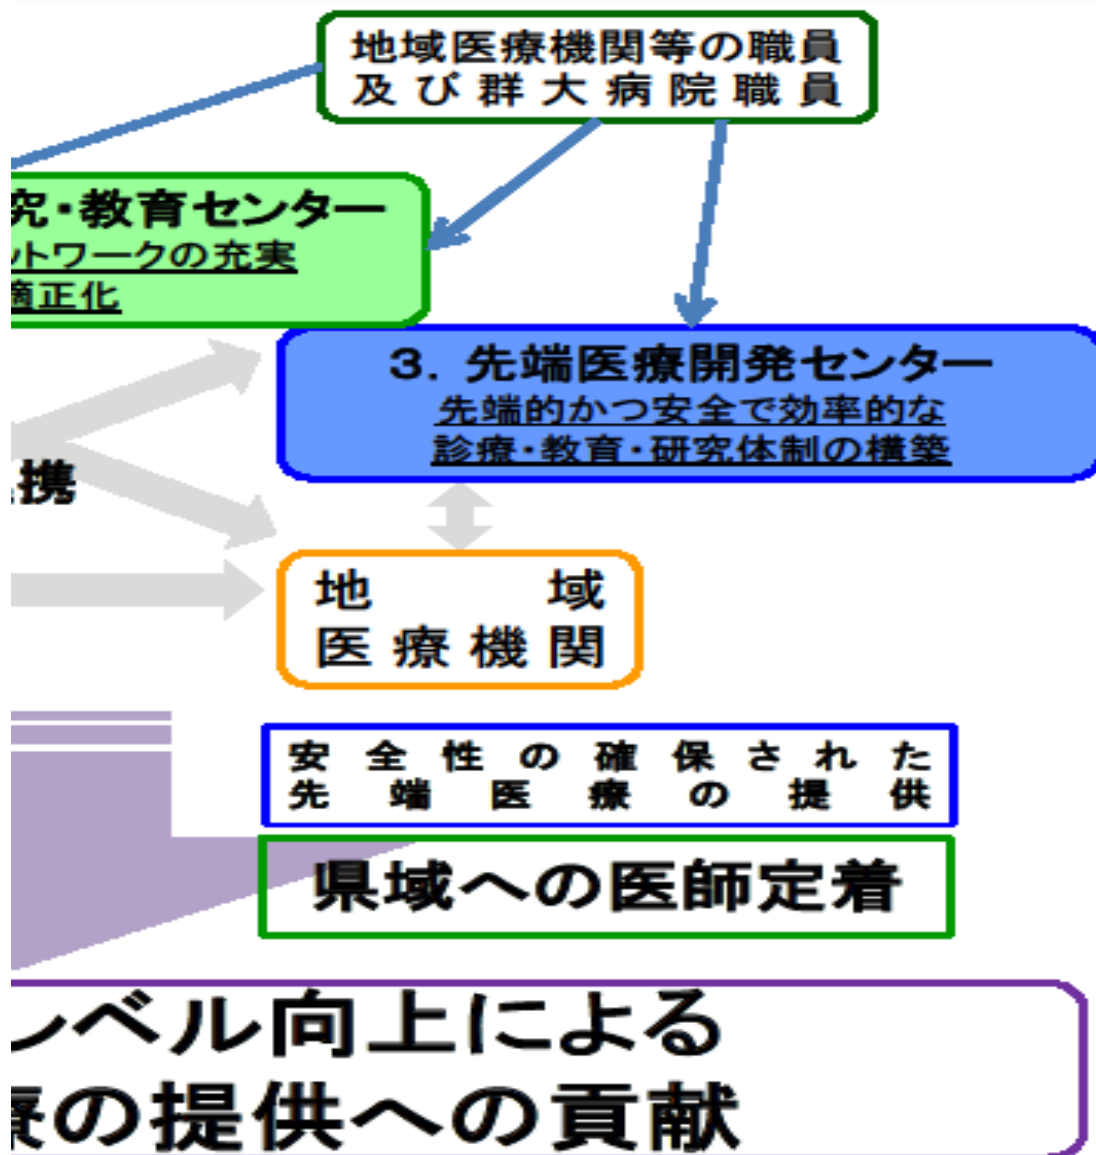 地域医療機関等の職員
及び群大病院職員
究・教育センター
ットワークの充実
適正化
３．先端医療開発センター
先端的かつ安全で効率的な
診療・教育・研究体制の構築
携
地域
医療機関
安全性の確保された
先端医療の提供
県域への医師定着
レベル向上による
療の提供への貢献